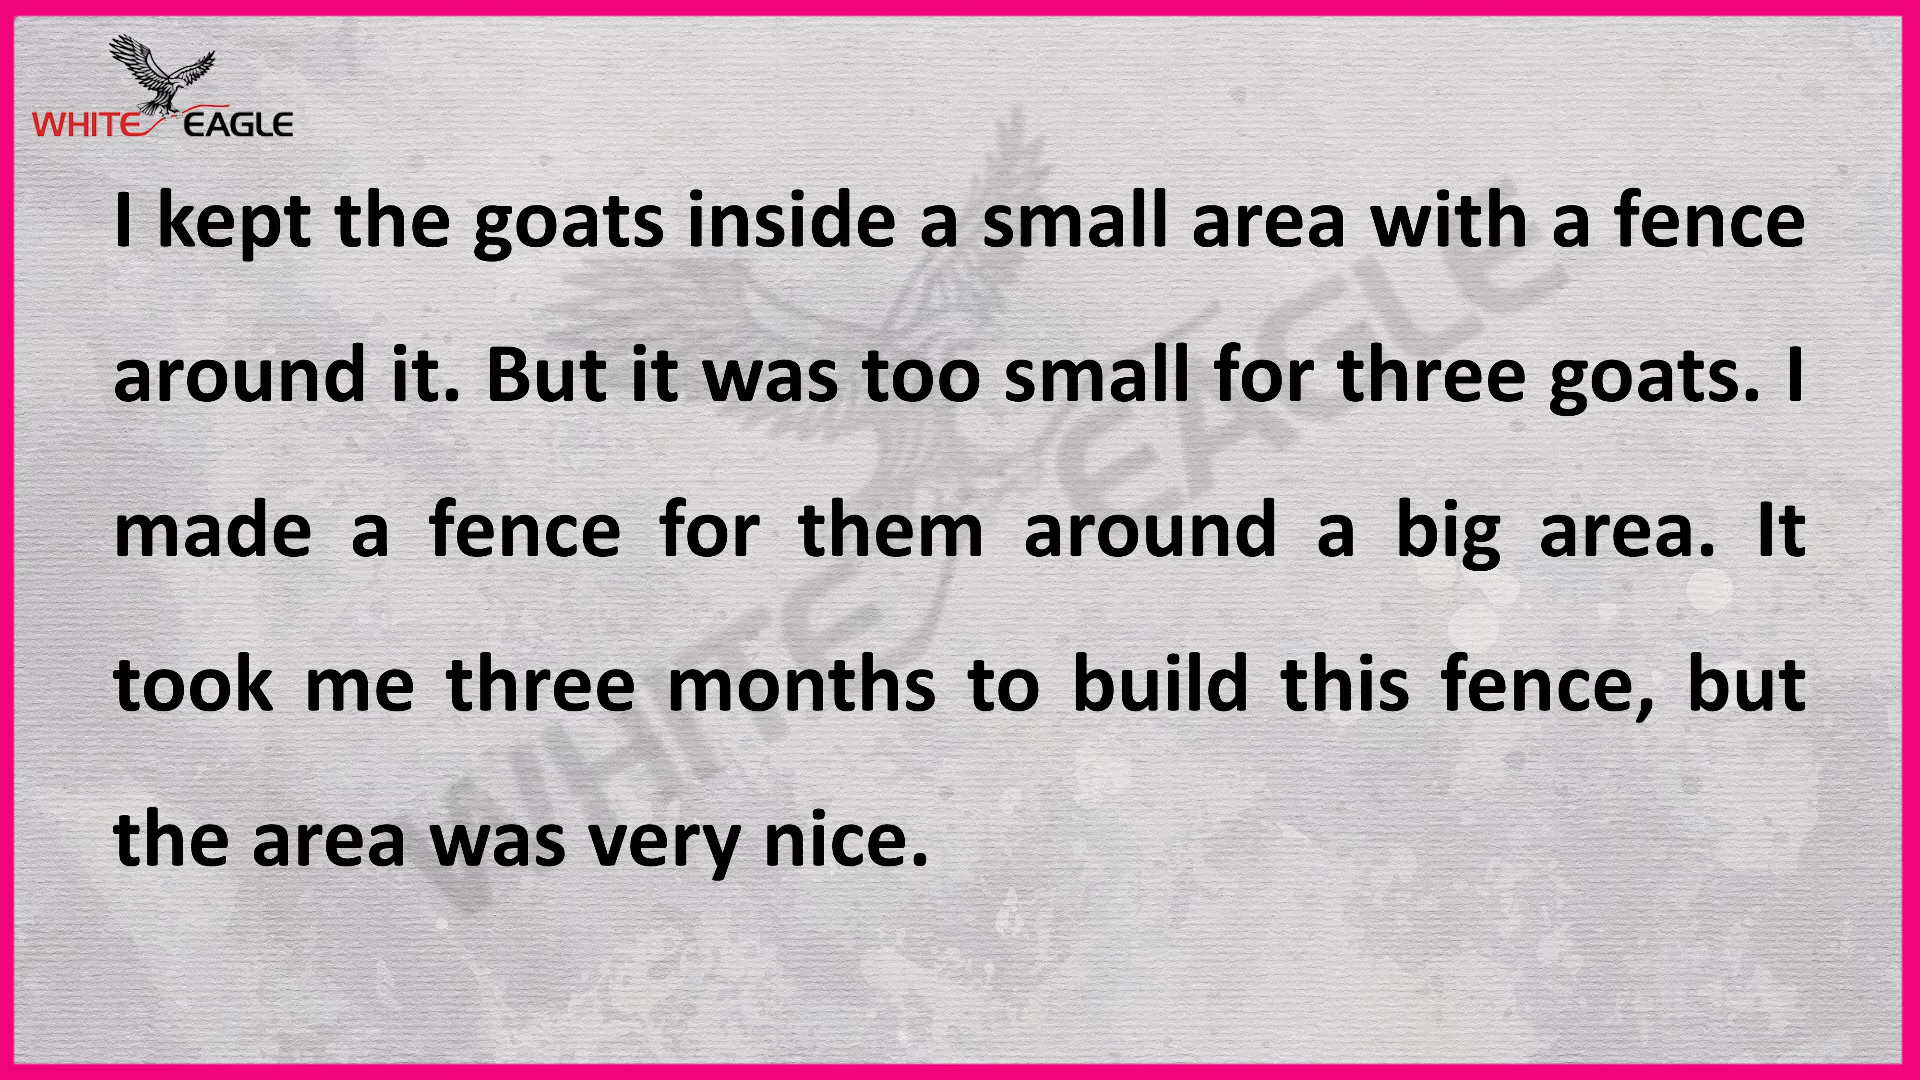 WHITE EAGLE
I kept the goats inside a small area with a fence
around it. But it was too small for three goats. I
made a fence for them around a big area. It
took me three months to build this fence, but
the area was very nice.
WHITE EAGLE